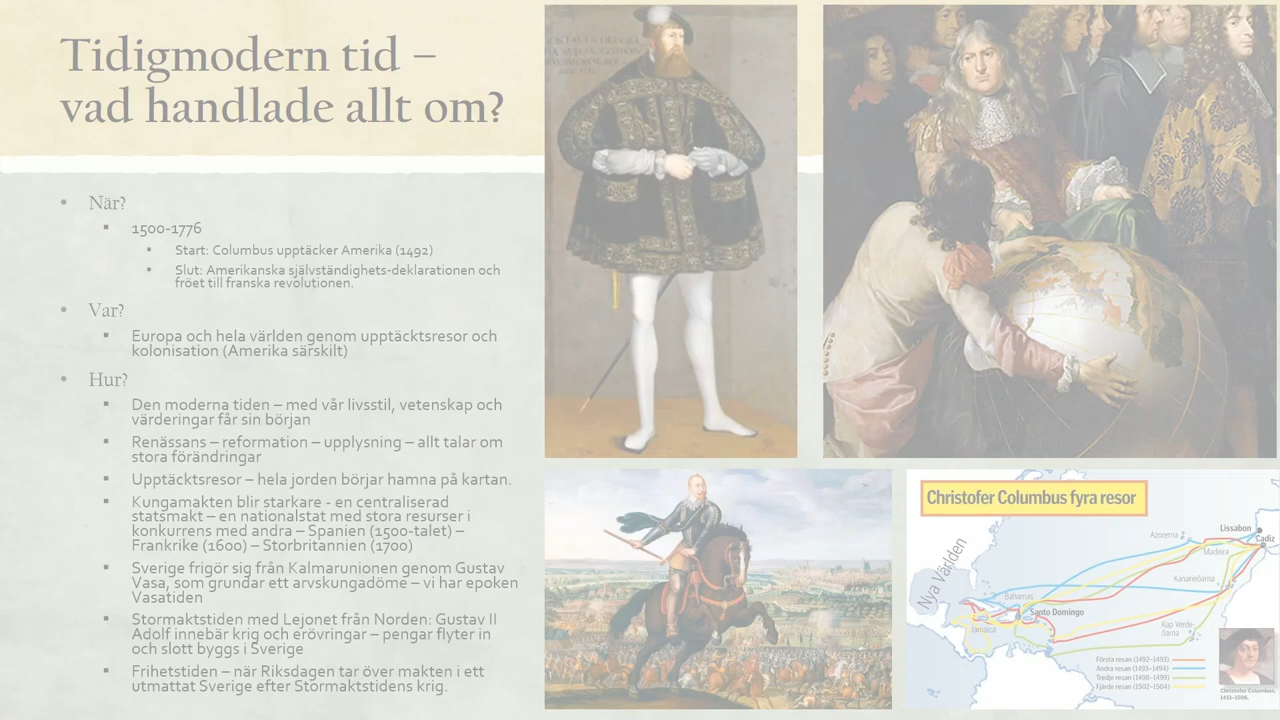 Tidigmodern tid –
vad handlade allt om?
• När?
▪ 1500-1776
▪ Start: Columbus upptäcker Amerika (1492)
▪ Slut: Amerikanska självständighets-deklarationen och
fröet till franska revolutionen.
• Var?
▪ Europa och hela världen genom upptäcktsresor och
kolonisation (Amerika särskilt)
• Hur?
▪ Den moderna tiden – med vår livsstil, vetenskap och
värderingar får sin början
▪ Renässans – reformation – upplysning – allt talar om
stora förändringar
▪ Upptäcktsresor – hela jorden börjar hamna på kartan.
▪ Kungamakten blir starkare - en centraliserad
statsmakt – en nationalstat med stora resurser i
konkurrens med andra – Spanien (1500-talet) –
Frankrike (1600) – Storbritannien (1700)
▪ Sverige frigör sig från Kalmarunionen genom Gustav
Vasa, som grundar ett arvskungadöme – vi har epoken
Vasatiden
▪ Stormaktstiden med Lejonet från Norden: Gustav II
Adolf innebär krig och erövringar – pengar flyter in
och slott byggs i Sverige
▪ Frihetstiden – när Riksdagen tar över makten i ett
utmattat Sverige efter Stormaktstidens krig.
Christofer Columbus fyra resor
Lissabon
Cadiz
Azorerna
Madeira
Kanarieöarna
Nya Världen
Bahamas
Santo Domingo
Jamaica
Kap Verde-
öarna
Första resan (1492–1493)
Andra resan (1493–1494)
Tredje resan (1498–1499)
Fjärde resan (1502–1504)
Christofer Columbus,
1451-1506.